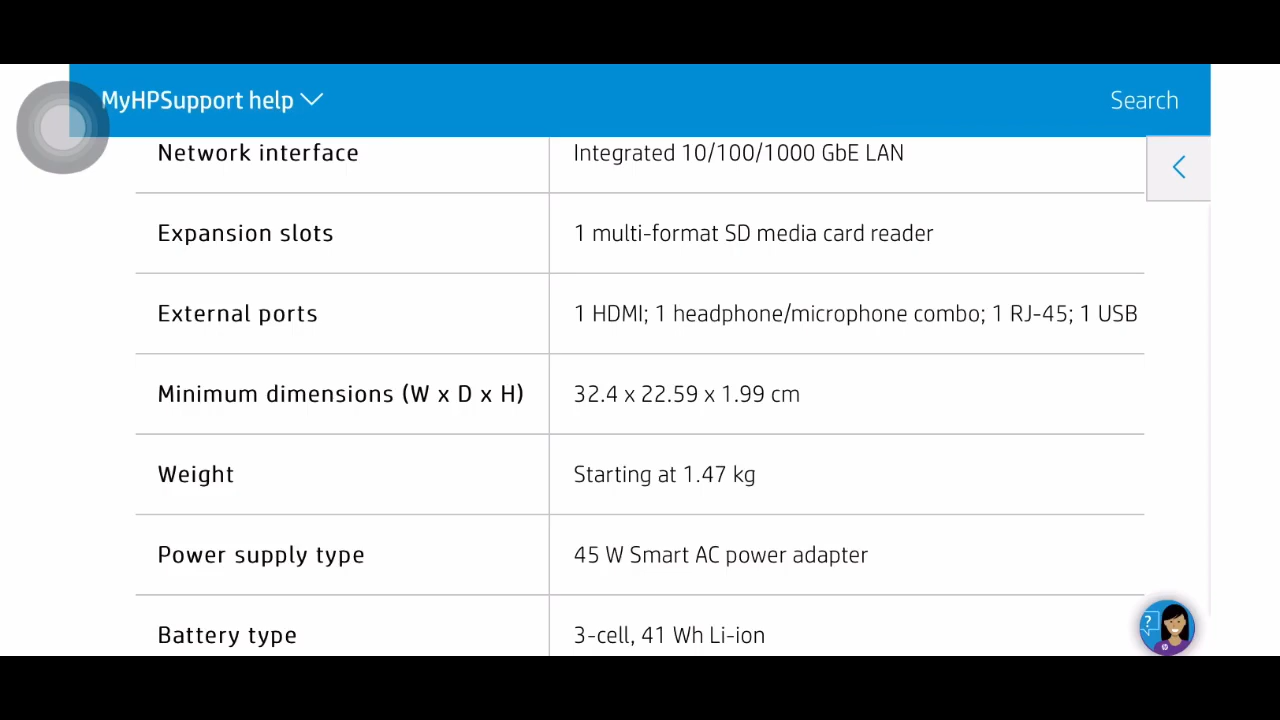 MyHPSupport help
Search
Network interface
Integrated 10/100/1000 GbE LAN
Expansion slots
1 multi-format SD media card reader
External ports
1 HDMI; 1 headphone/microphone combo; 1 RJ-45; 1 USB
Minimum dimensions (W x D x H)
32.4 x 22.59 x 1.99 cm
Weight
Starting at 1.47 kg
Power supply type
45 W Smart AC power adapter
Battery type
3-cell, 41 Wh Li-ion
?